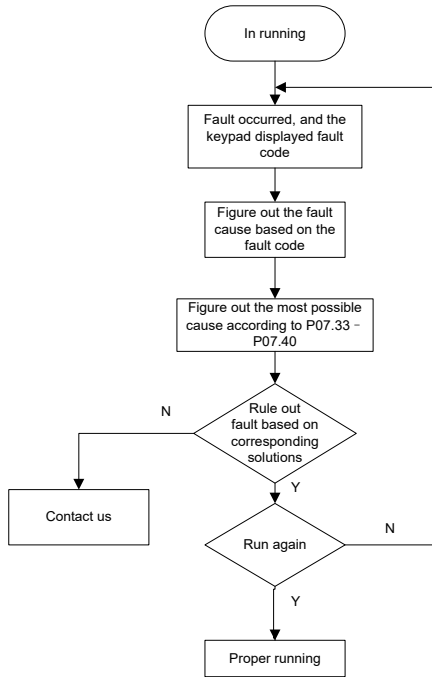 In running
Fault occurred, and the
keypad displayed fault
code
Figure out the fault
cause based on the
fault code
Figure out the most possible
cause according to P07.33 –
P07.40
Rule out
fault based on
corresponding
solutions
N
Y
Contact us
Run again
N
Y
Proper running